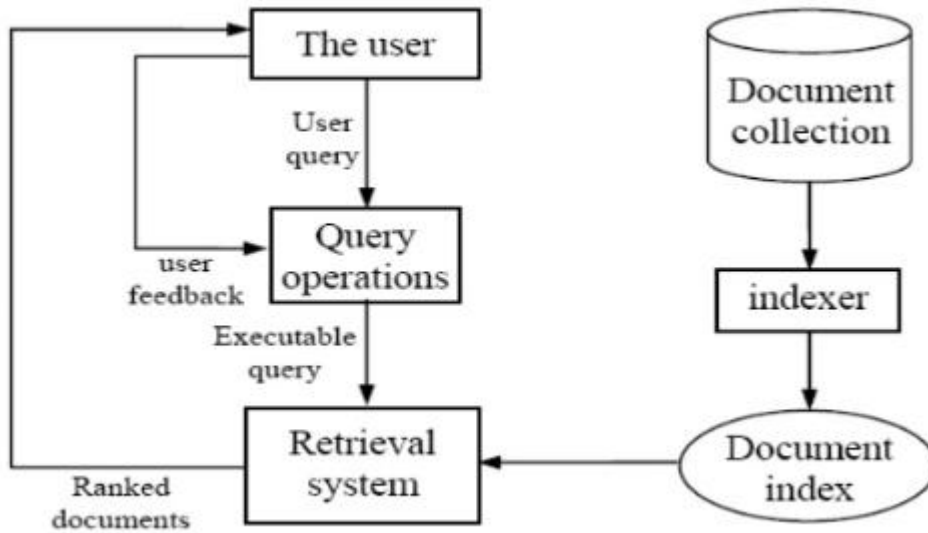 The user
User
query
Query
operations
user
feedback
Executable
query
Retrieval
system
Ranked
documents
Document
collection
indexer
Document
index